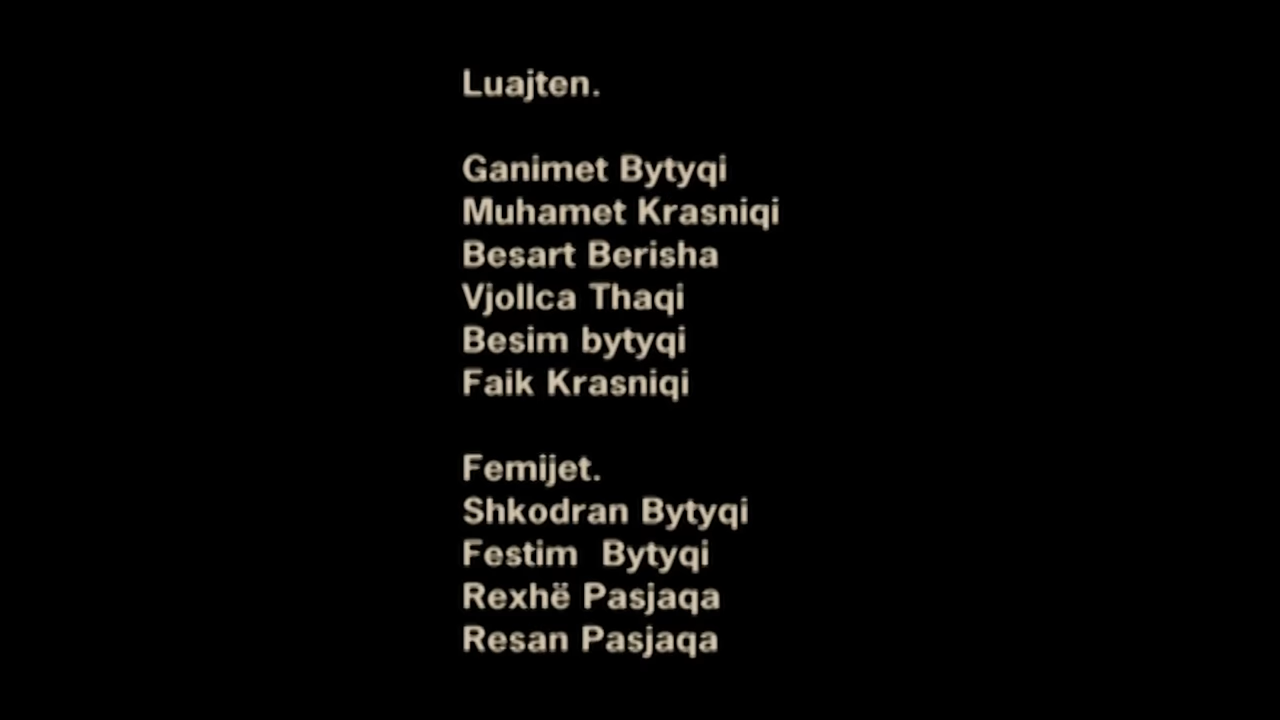 Luajten.
Ganimet Bytyqi
Muhamet Krasniqi
Besart Berisha
Vjollca Thaqi
Besim bytyqi
Faik Krasniqi
Femijet.
Shkodran Bytyqi
Festim  Bytyqi
Rexhë Pasjaqa
Resan Pasjaqa